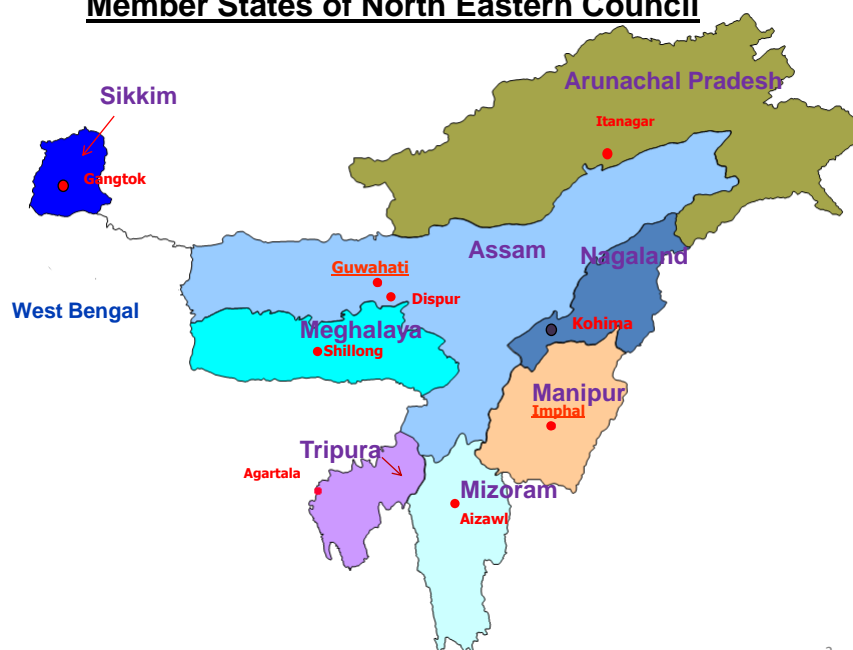 Member States of North Eastern Council
Arunachal Pradesh
Sikkim
Itanagar
Gangtok
Assam
Nagaland
Guwahati
Dispur
West Bengal
Kohima
Meghalaya
Shillong
Manipur
Imphal
Tripura
Agartala
Mizoram
Aizawl